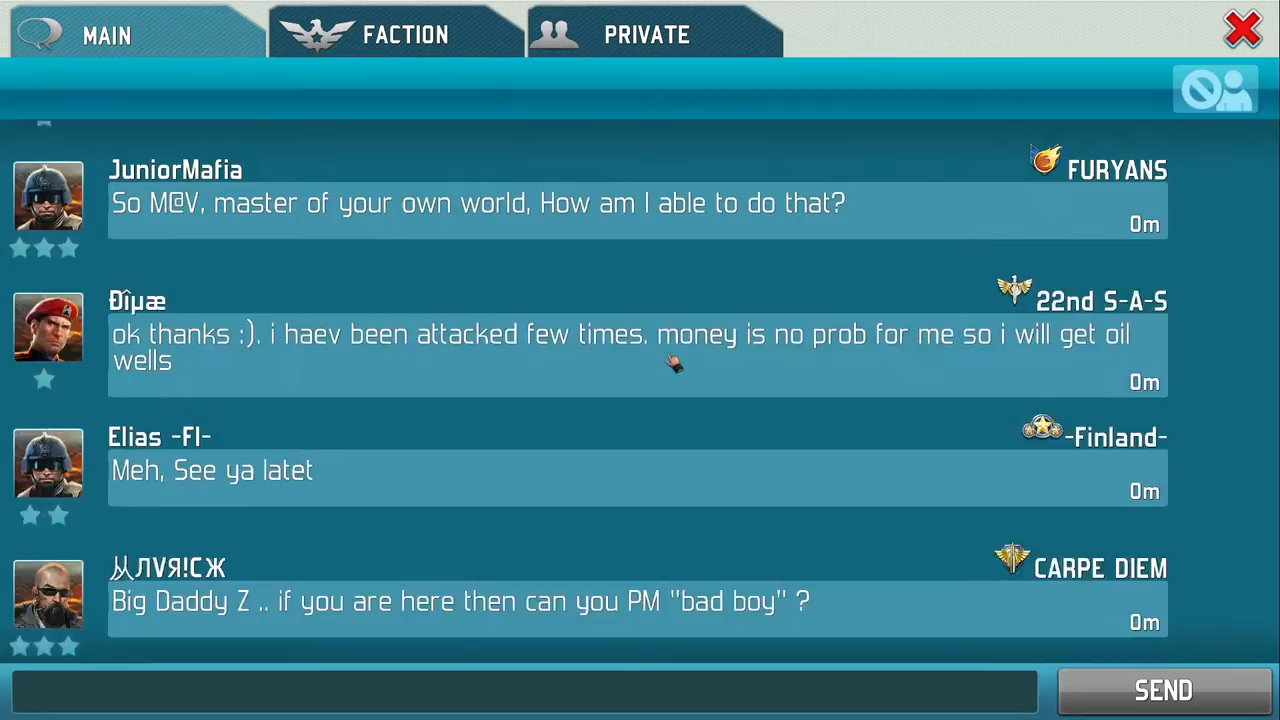 MAIN
FACTION
PRIVATE
JuniorMafia
FURYANS
So M@V, master of your own world, How am I able to do that?
0m
Ðîµæ
22nd S-A-S
ok thanks :). i haev been attacked few times. money is no prob for me so i will get oil
wells
0m
Elias -FI-
-Finland-
Meh, See ya latet
0m
从ЛVЯ!CЖ
CARPE DIEM
Big Daddy Z .. if you are here then can you PM "bad boy" ?
0m
SEND